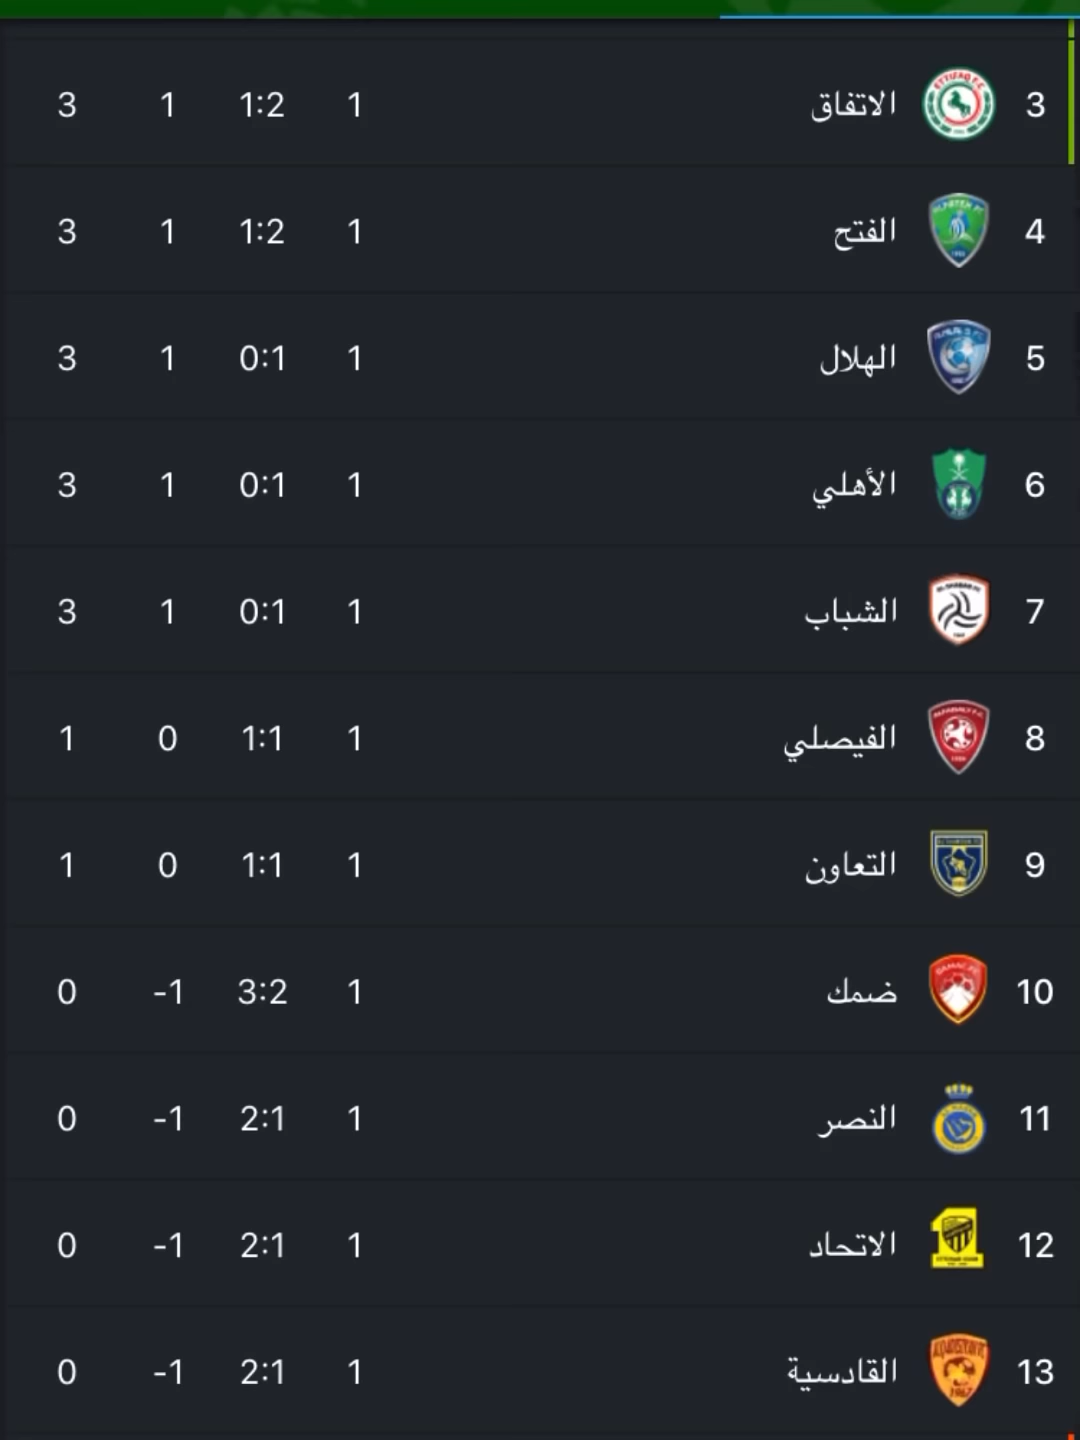 3 الاتفاق 1 1:2 1 3
4 الفتح 1 1:2 1 3
5 الهلال 1 0:1 1 3
6 الأهلي 1 0:1 1 3
7 الشباب 1 0:1 1 3
8 الفيصلي 1 1:1 0 1
9 التعاون 1 1:1 0 1
10 ضمك 1 3:2 -1 0
11 النصر 1 2:1 -1 0
12 الاتحاد 1 2:1 -1 0
13 القادسية 1 2:1 -1 0